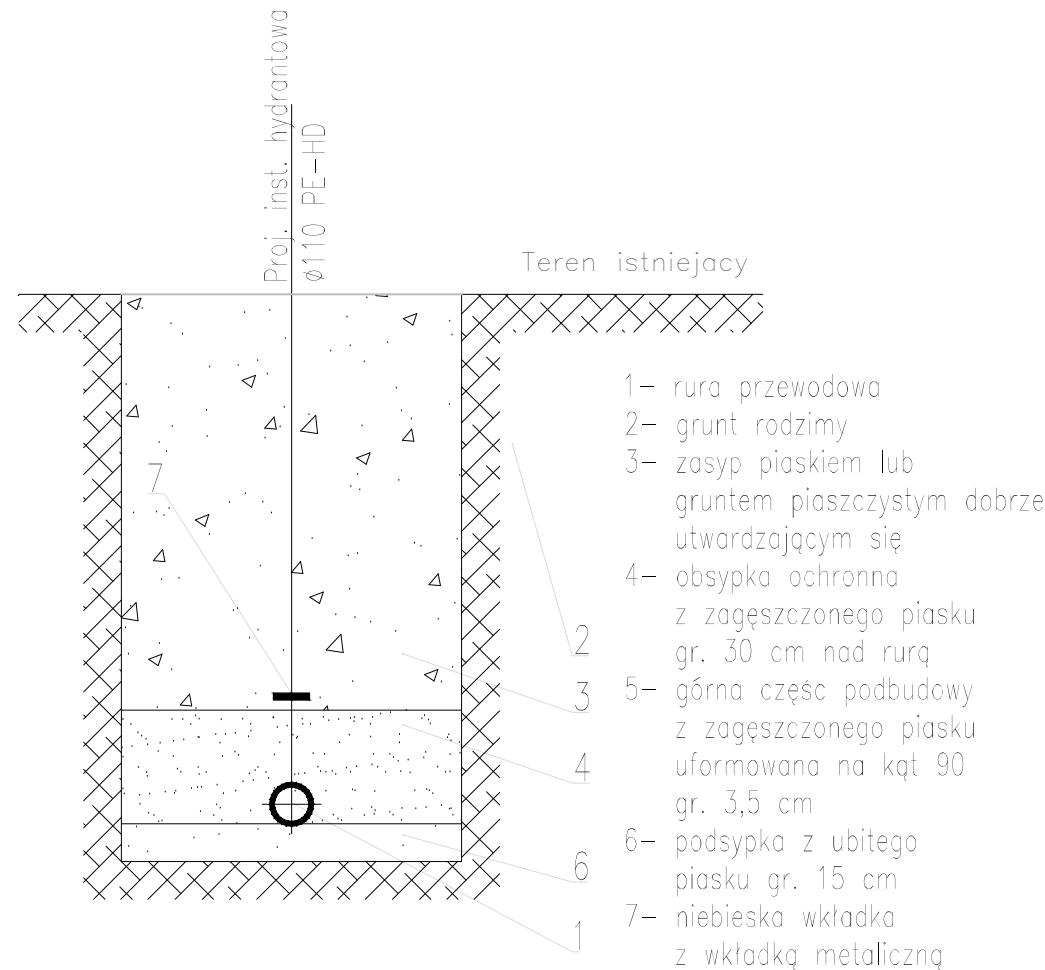 Proj. inst. hydrantowa
ø110 PE-HD
Teren istniejacy
1- rura przewodowa
2- grunt rodzimy
3- zasyp piaskiem lub
gruntem piaszczystym dobrze
utwardzającym się
4- obsypka ochronna
z zagęszczonego piasku
gr. 30 cm nad rurą
5- górna częśc podbudowy
z zagęszczonego piasku
uformowana na kąt 90
gr. 3,5 cm
6- podsypka z ubitego
piasku gr. 15 cm
7- niebieska wkładka
z wkładką metaliczną
7
2
3
4
6
1